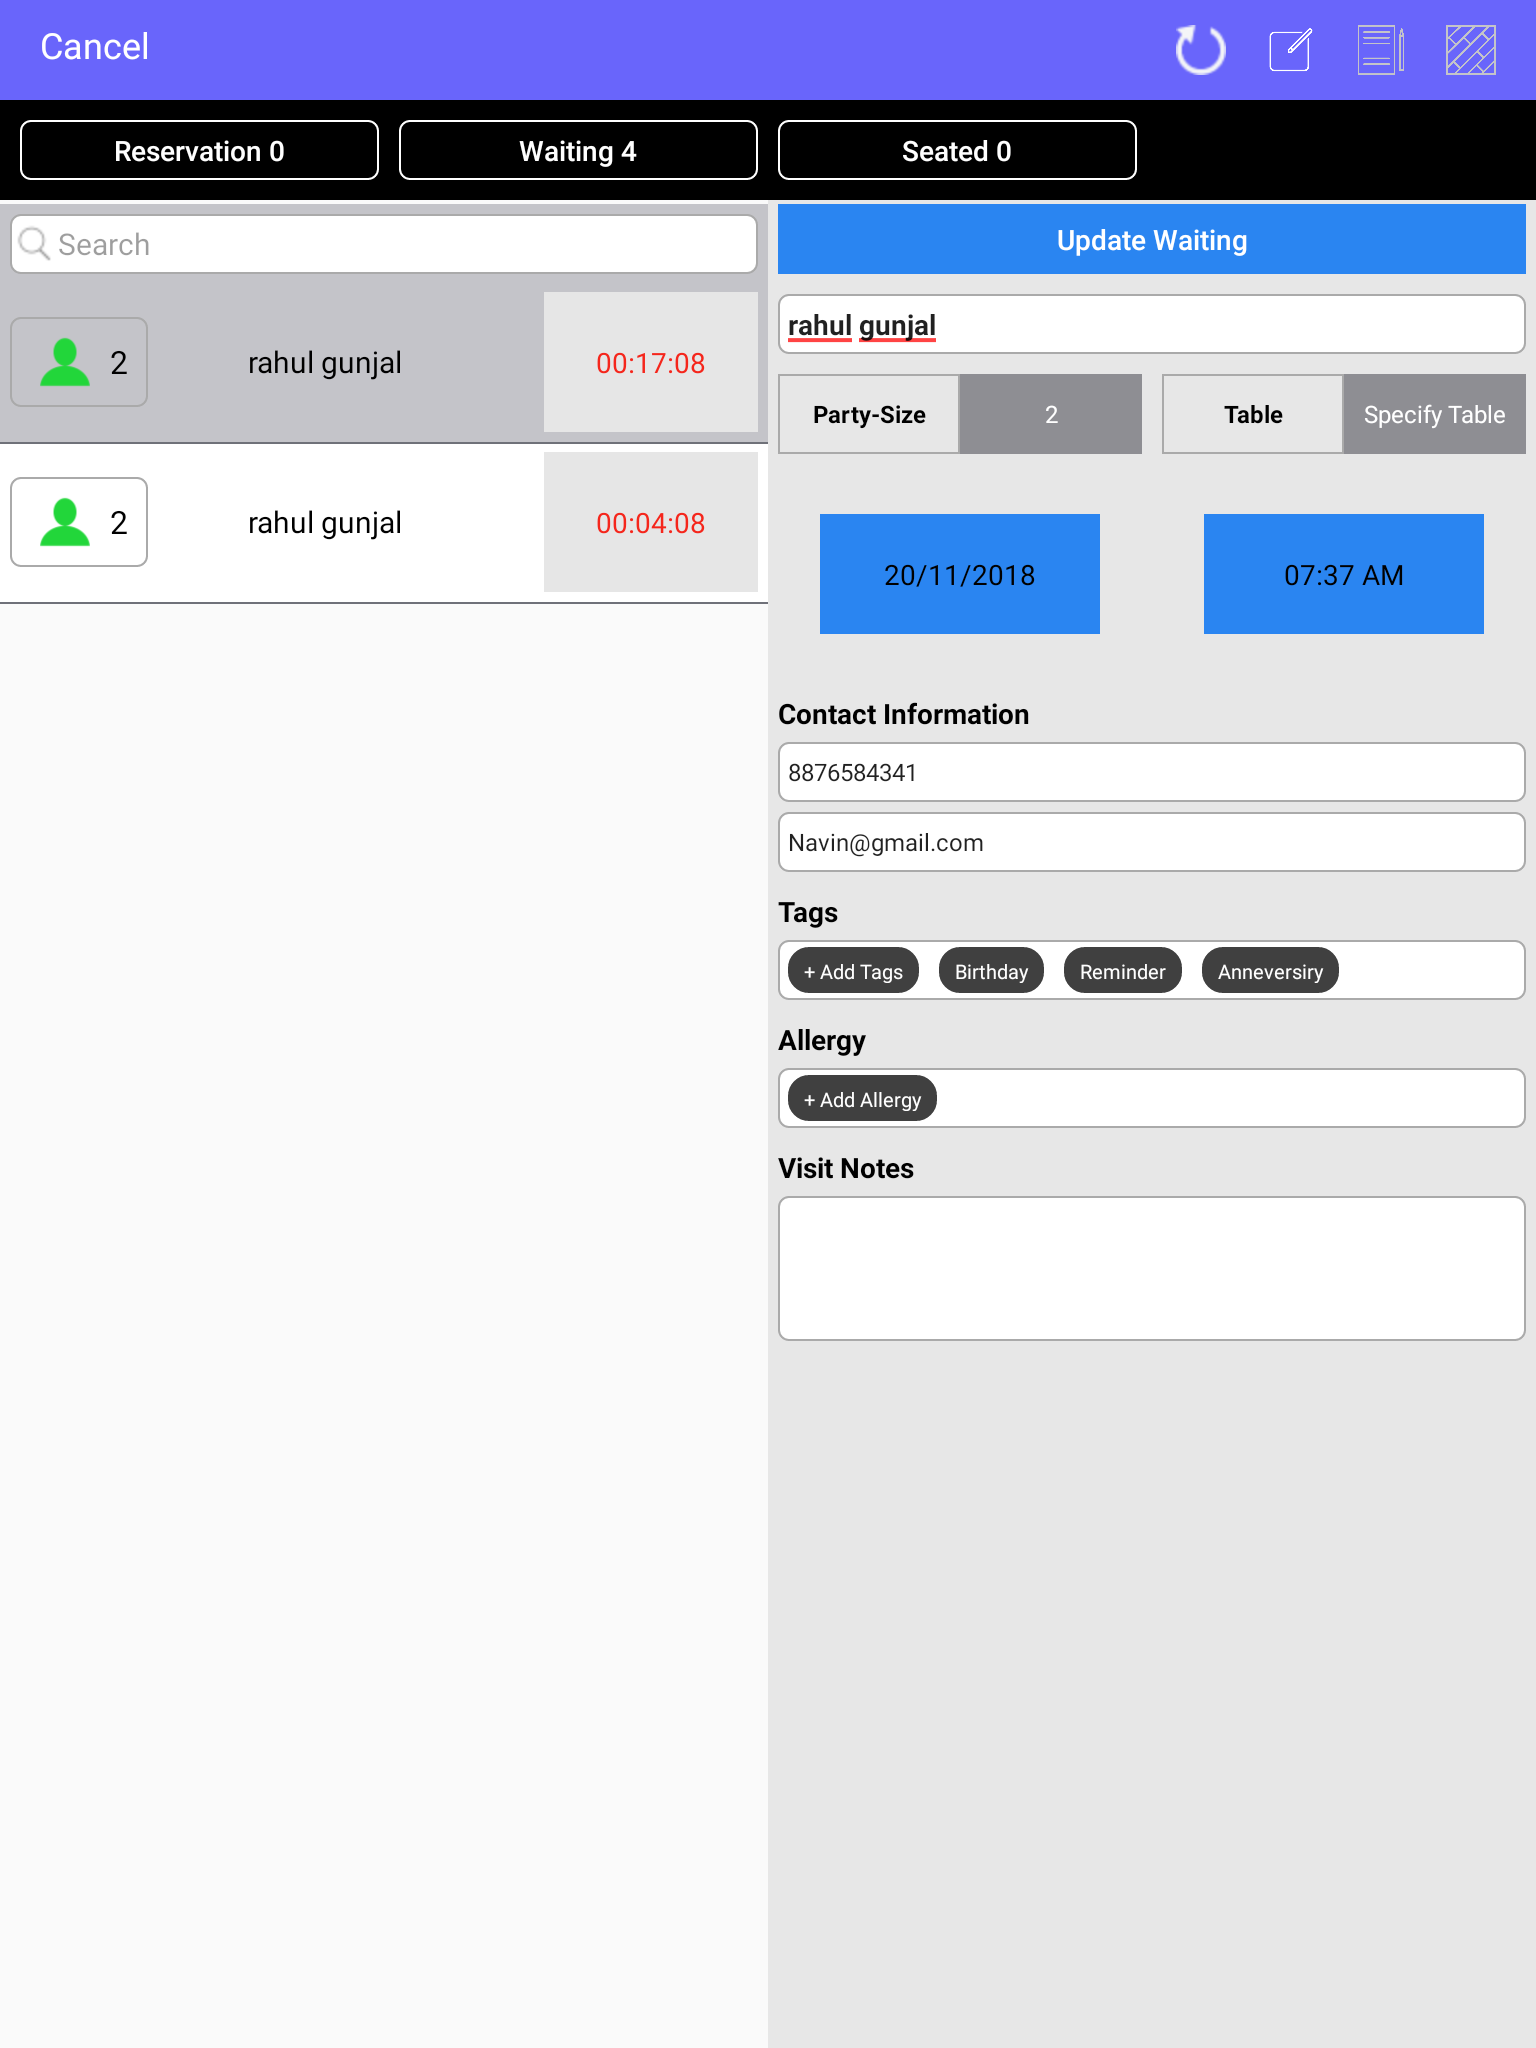 Cancel
Reservation 0
Waiting 4
Seated 0
Search
2 rahul gunjal 00:17:08
2 rahul gunjal 00:04:08
Update Waiting
rahul gunjal
Party-Size 2 Table Specify Table
20/11/2018 07:37 AM
Contact Information
8876584341
Navin@gmail.com
Tags
+ Add Tags Birthday Reminder Anneversiry
Allergy
+ Add Allergy
Visit Notes